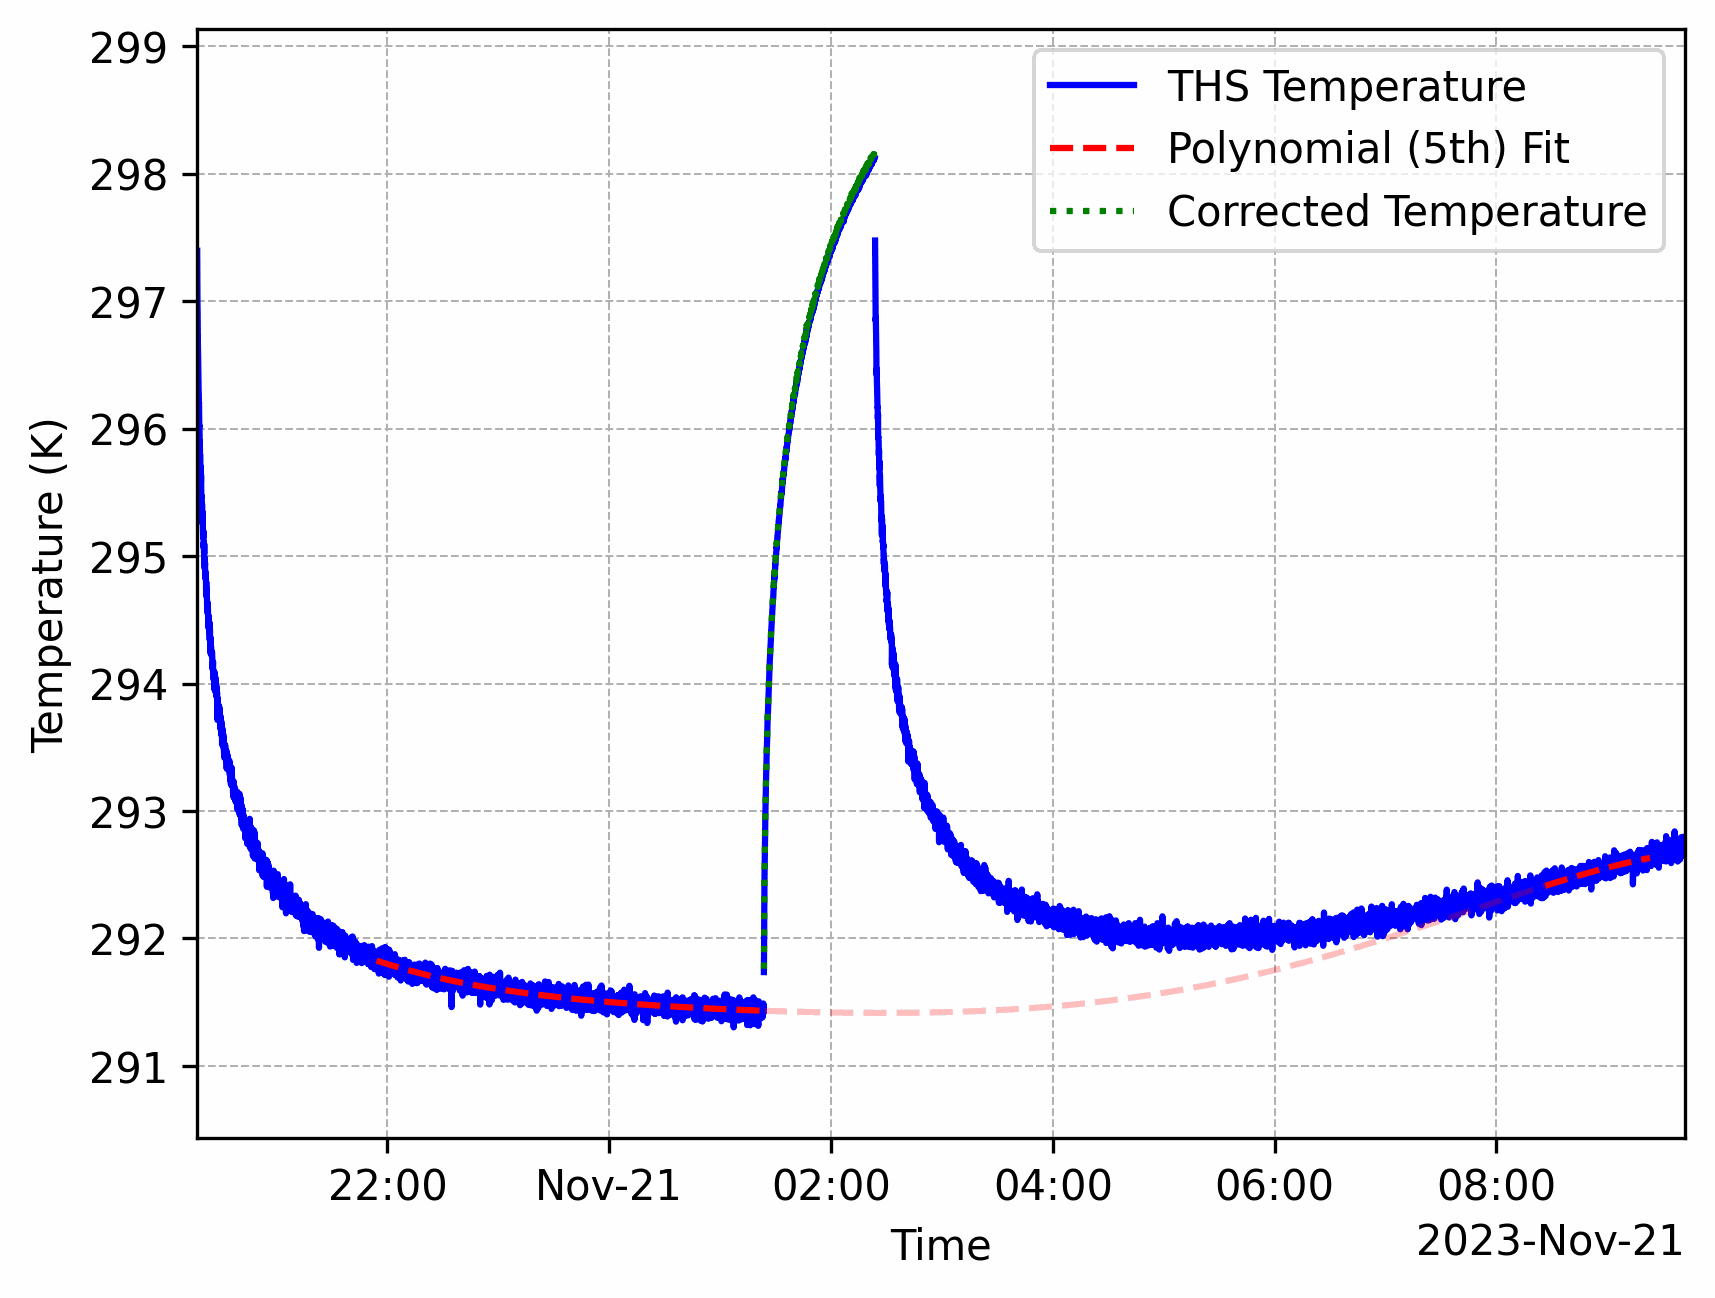 299
298
297
296
295
294
293
292
291
Temperature (K)
THS Temperature
Polynomial (5th) Fit
Corrected Temperature
22:00
Nov-21
02:00
04:00
06:00
08:00
Time
2023-Nov-21